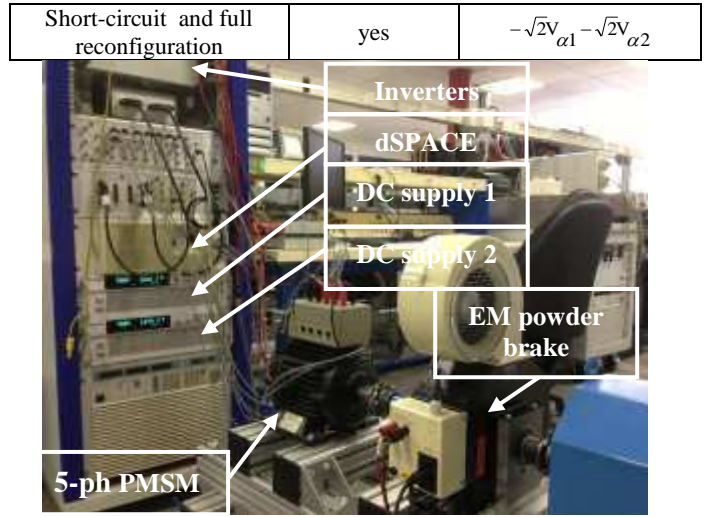 Short-circuit and full
reconfiguration
yes
−√2V_α1 −√2V_α2
Inverters
dSPACE
DC supply 1
DC supply 2
EM powder
brake
5-ph PMSM